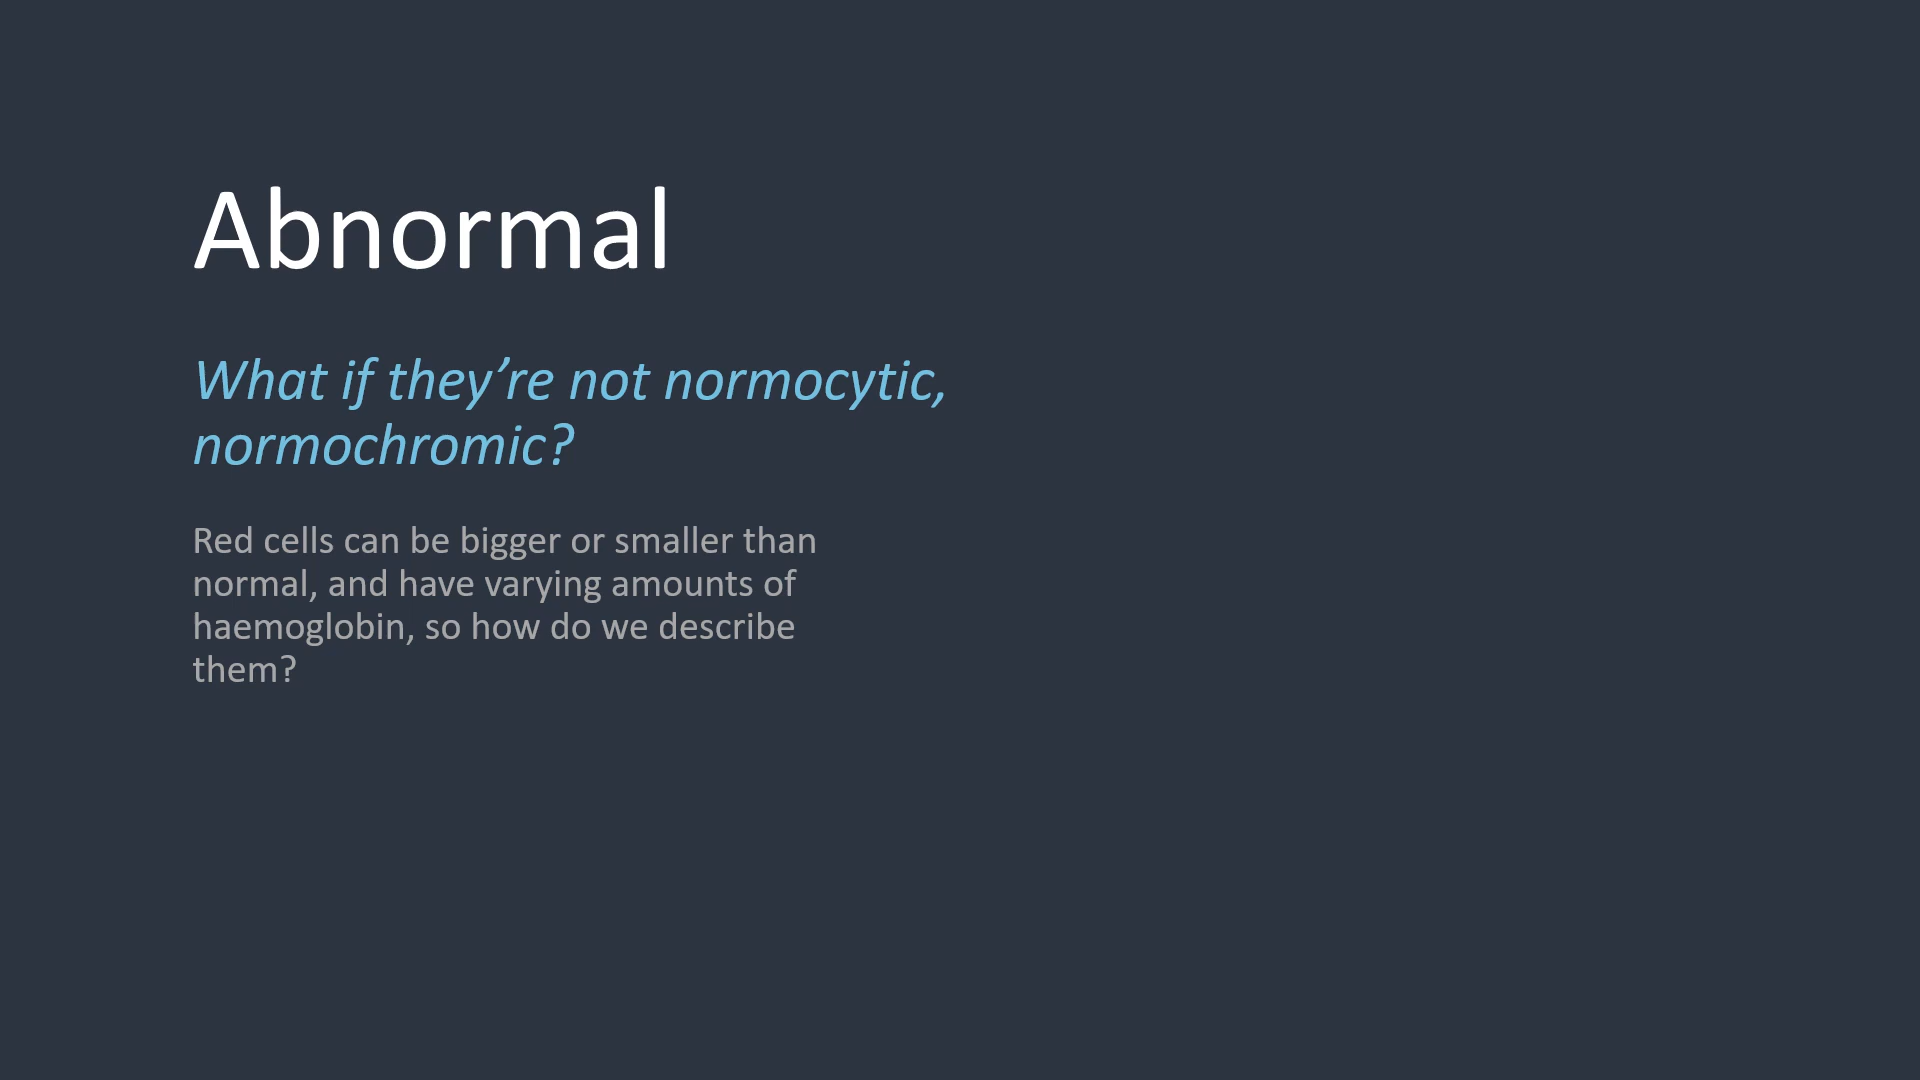 Abnormal
What if they’re not normocytic,
normochromic?
Red cells can be bigger or smaller than
normal, and have varying amounts of
haemoglobin, so how do we describe
them?